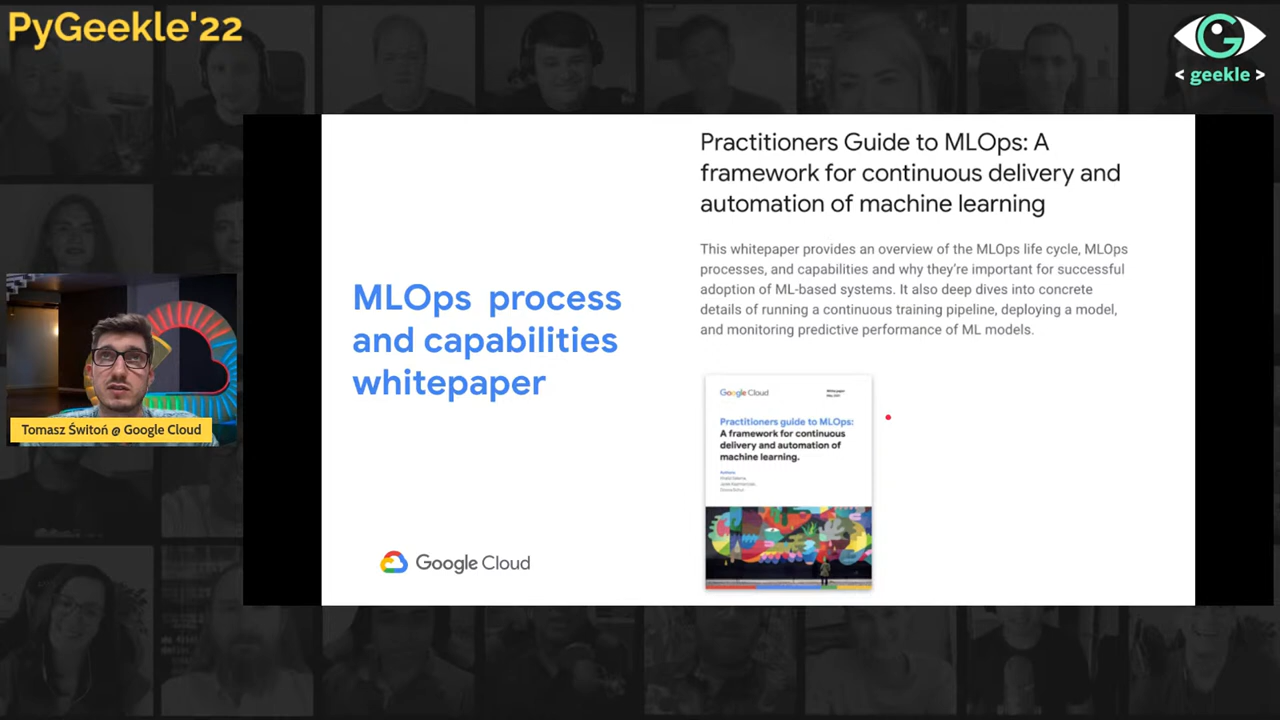 PyGeekle'22
< geekle >
Practitioners Guide to MLOps: A
framework for continuous delivery and
automation of machine learning
This whitepaper provides an overview of the MLOps life cycle, MLOps
processes, and capabilities and why they're important for successful
adoption of ML-based systems. It also deep dives into concrete
details of running a continuous training pipeline, deploying a model,
and monitoring predictive performance of ML models.
MLOps process
and capabilities
whitepaper
Google Cloud
Whitepaper
May 2021
Practitioners guide to MLOps:
A framework for continuous
delivery and automation of
machine learning.
Authors:
Google Cloud
Tomasz Świtoń @ Google Cloud